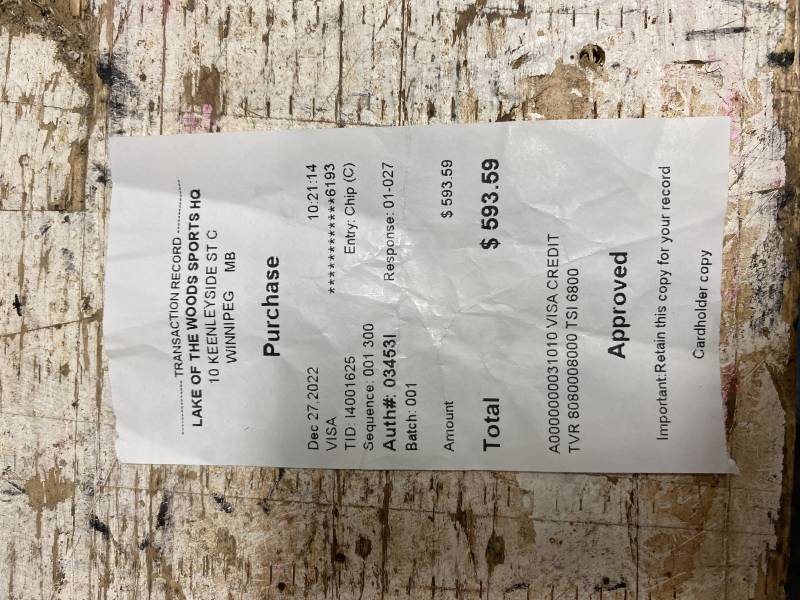 ---------- TRANSACTION RECORD ----------
LAKE OF THE WOODS SPORTS HQ
10 KEENLEYSIDE ST C
WINNIPEG MB
Purchase
Dec 27,2022 10:21:14
VISA ************6193
TID: I4001625 Entry: Chip (C)
Sequence: 001 300
Auth#: 03453I Response: 01-027
Batch: 001
Amount $ 593.59
Total $ 593.59
A0000000031010 VISA CREDIT
TVR 8080008000 TSI 6800
Approved
Important:Retain this copy for your record
Cardholder copy